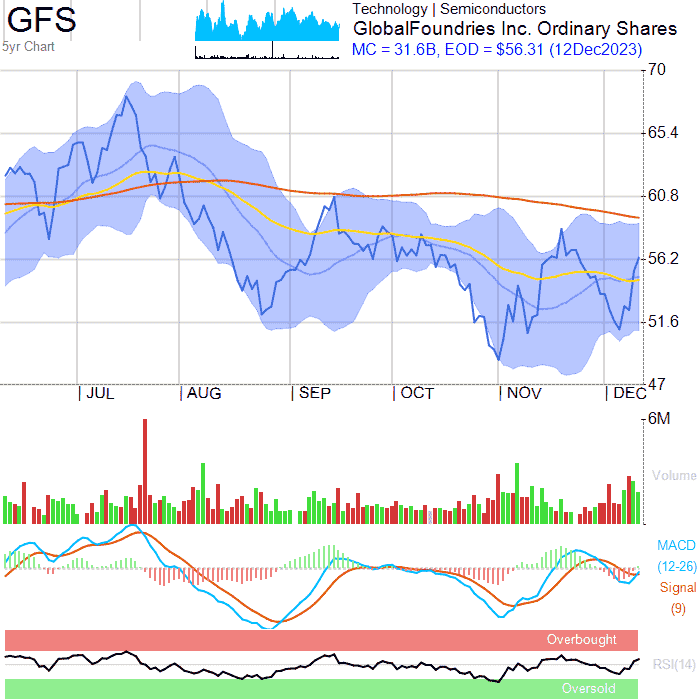 GFS
5yr Chart
Technology | Semiconductors
GlobalFoundries Inc. Ordinary Shares
MC = 31.6B, EOD = $56.31 (12Dec2023)
70
65.4
60.8
56.2
51.6
47
JUL AUG SEP OCT NOV DEC
6M
Volume
MACD
(12-26)
Signal
(9)
Overbought
RSI(14)
Oversold